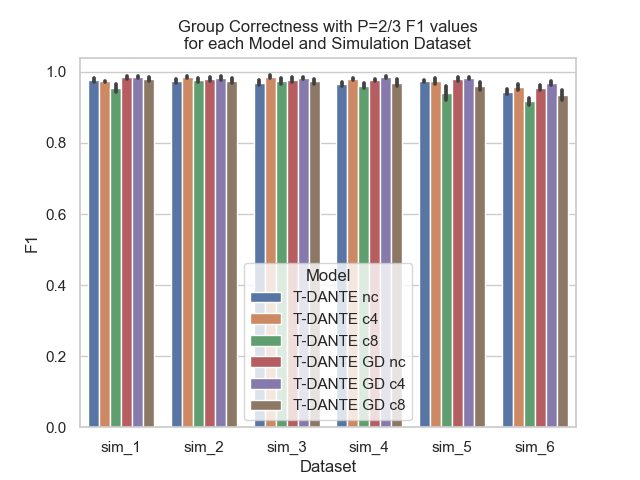 Group Correctness with P=2/3 F1 values
for each Model and Simulation Dataset
F1
1.0
0.8
0.6
0.4
0.2
0.0
Model
T-DANTE nc
T-DANTE c4
T-DANTE c8
T-DANTE GD nc
T-DANTE GD c4
T-DANTE GD c8
sim_1 sim_2 sim_3 sim_4 sim_5 sim_6
Dataset